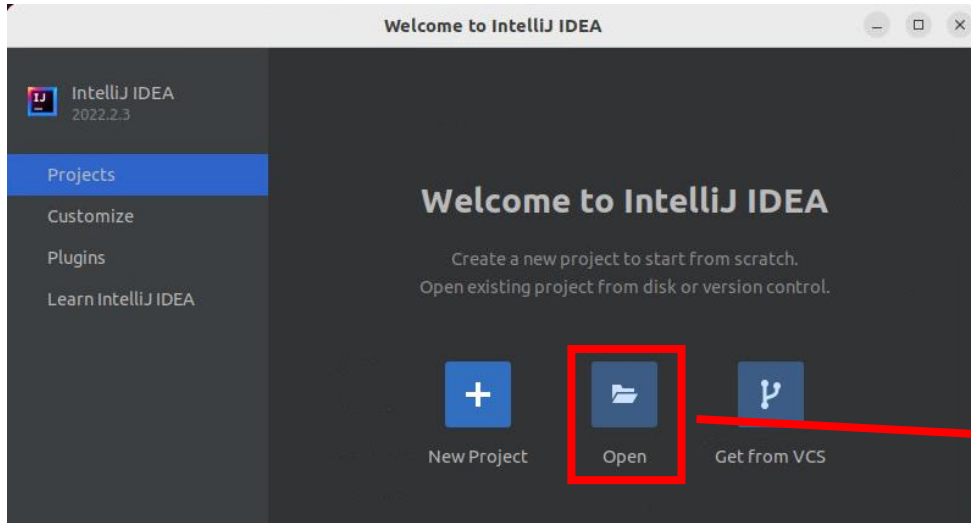 Welcome to IntelliJ IDEA
IJ
IntelliJ IDEA
2022.2.3
Projects
Customize
Plugins
Learn IntelliJ IDEA
Welcome to IntelliJ IDEA
Create a new project to start from scratch.
Open existing project from disk or version control.
New Project
Open
Get from VCS